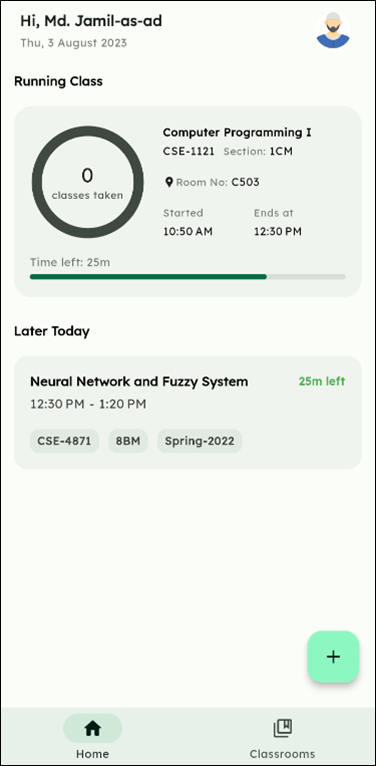 Hi, Md. Jamil-as-ad
Thu, 3 August 2023
Running Class
0
classes taken
Computer Programming I
CSE-1121 Section: 1CM
Room No: C503
Started Ends at
10:50 AM 12:30 PM
Time left: 25m
Later Today
Neural Network and Fuzzy System 25m left
12:30 PM - 1:20 PM
CSE-4871 8BM Spring-2022
+
Home Classrooms